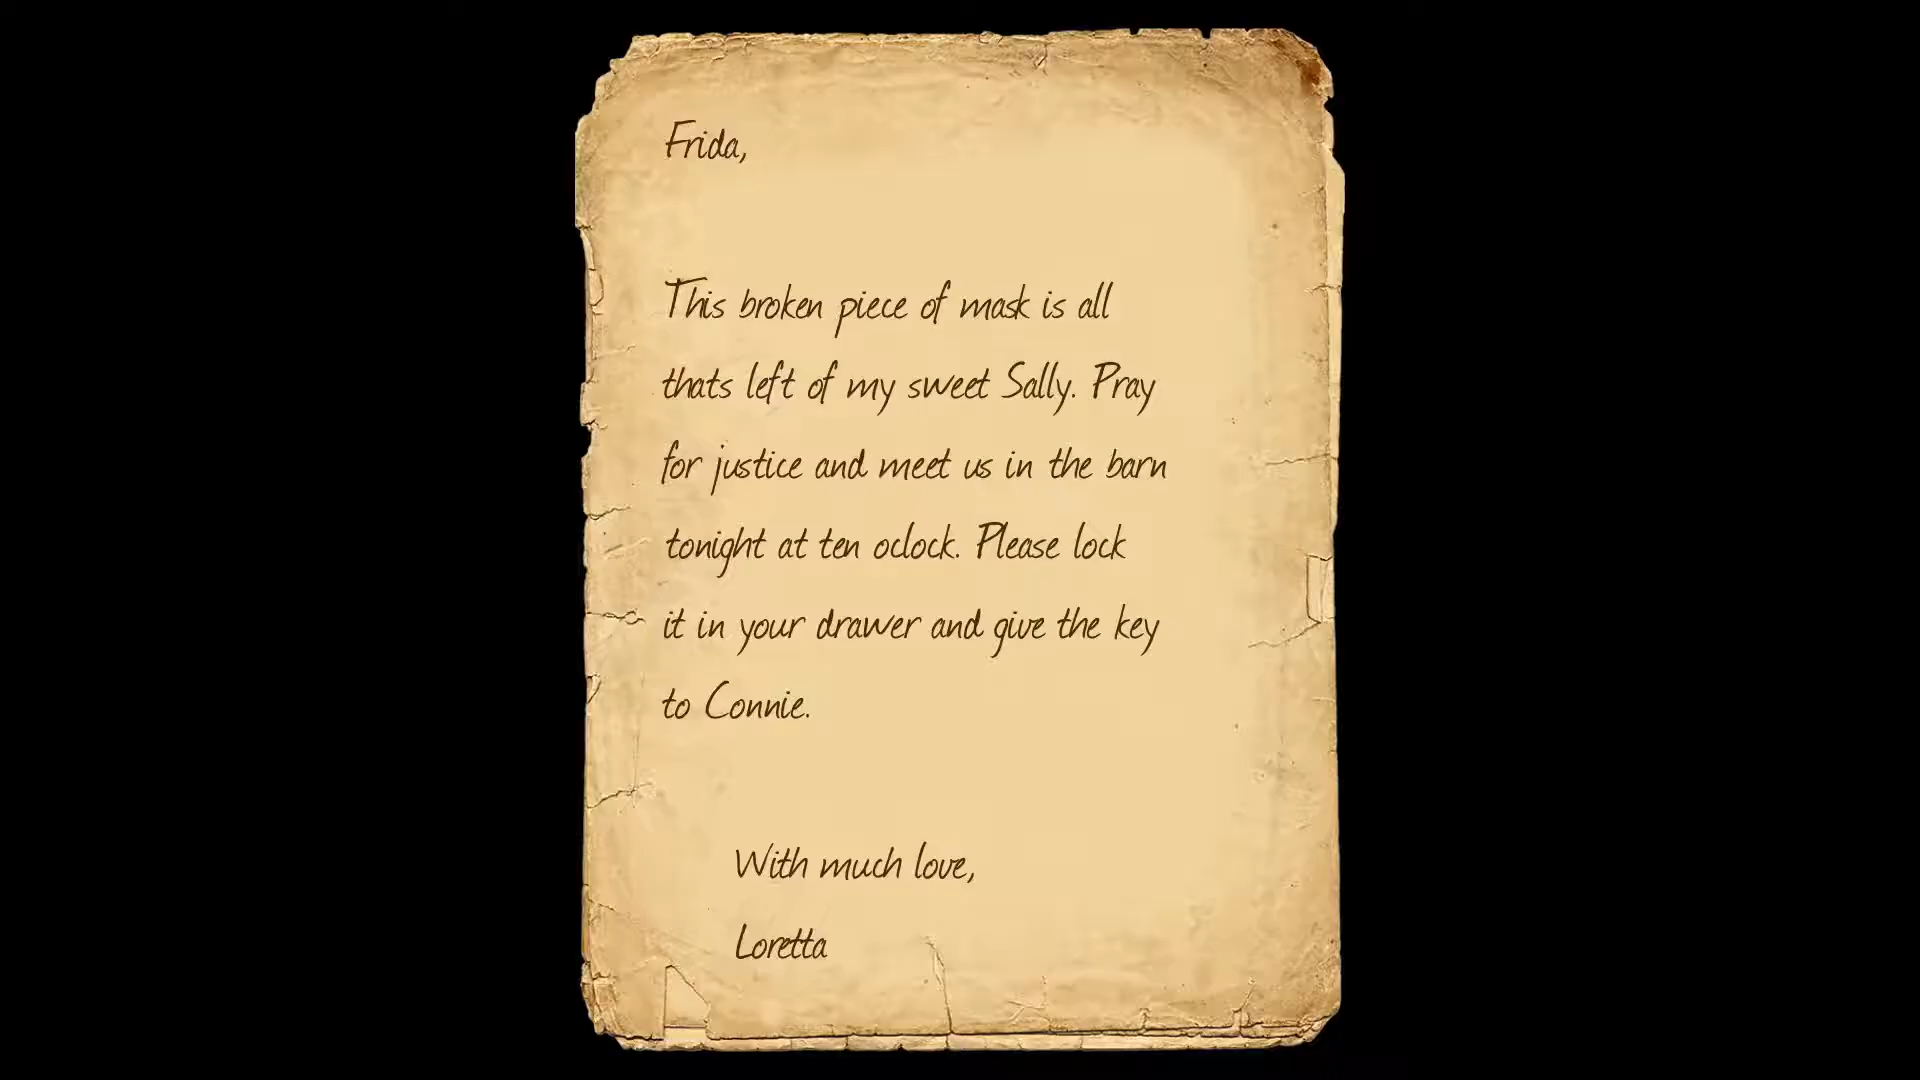 Frida,
This broken piece of mask is all
thats left of my sweet Sally. Pray
for justice and meet us in the barn
tonight at ten oclock. Please lock
it in your drawer and give the key
to Connie.
With much love,
Loretta